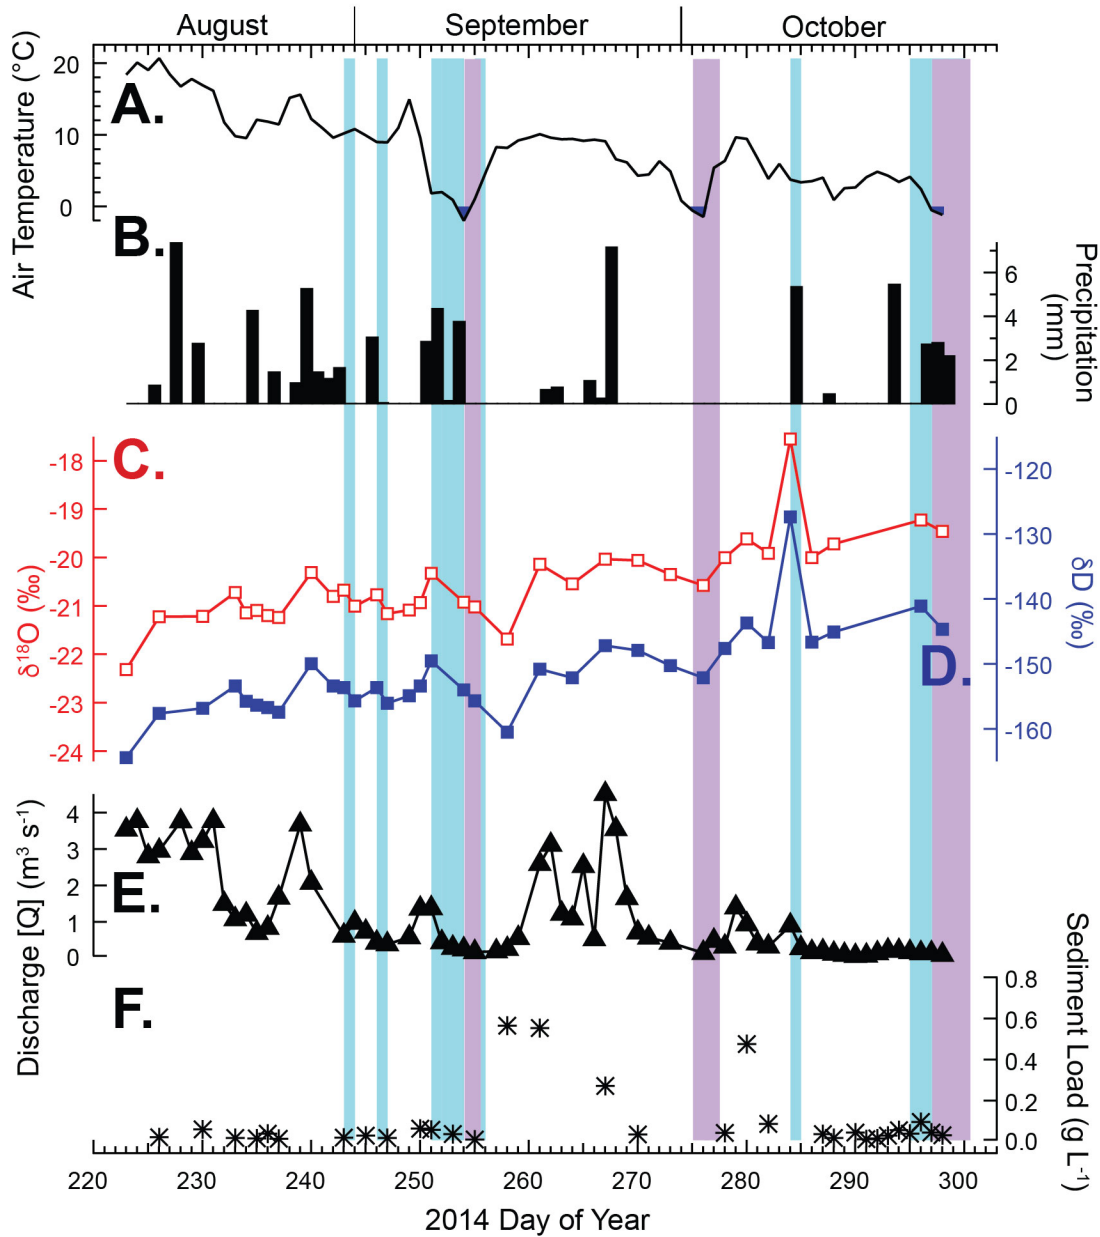 August September October
Air Temperature (°C)
20
10
0
A.
B.
Precipitation
(mm)
6
4
2
0
C.
δ¹⁸O (‰)
-18
-19
-20
-21
-22
-23
-24
D.
δD (‰)
-120
-130
-140
-150
-160
E.
Discharge [Q] (m³ s⁻¹)
4
3
2
1
0
F.
Sediment Load (g L⁻¹)
0.8
0.6
0.4
0.2
0.0
220 230 240 250 260 270 280 290 300
2014 Day of Year